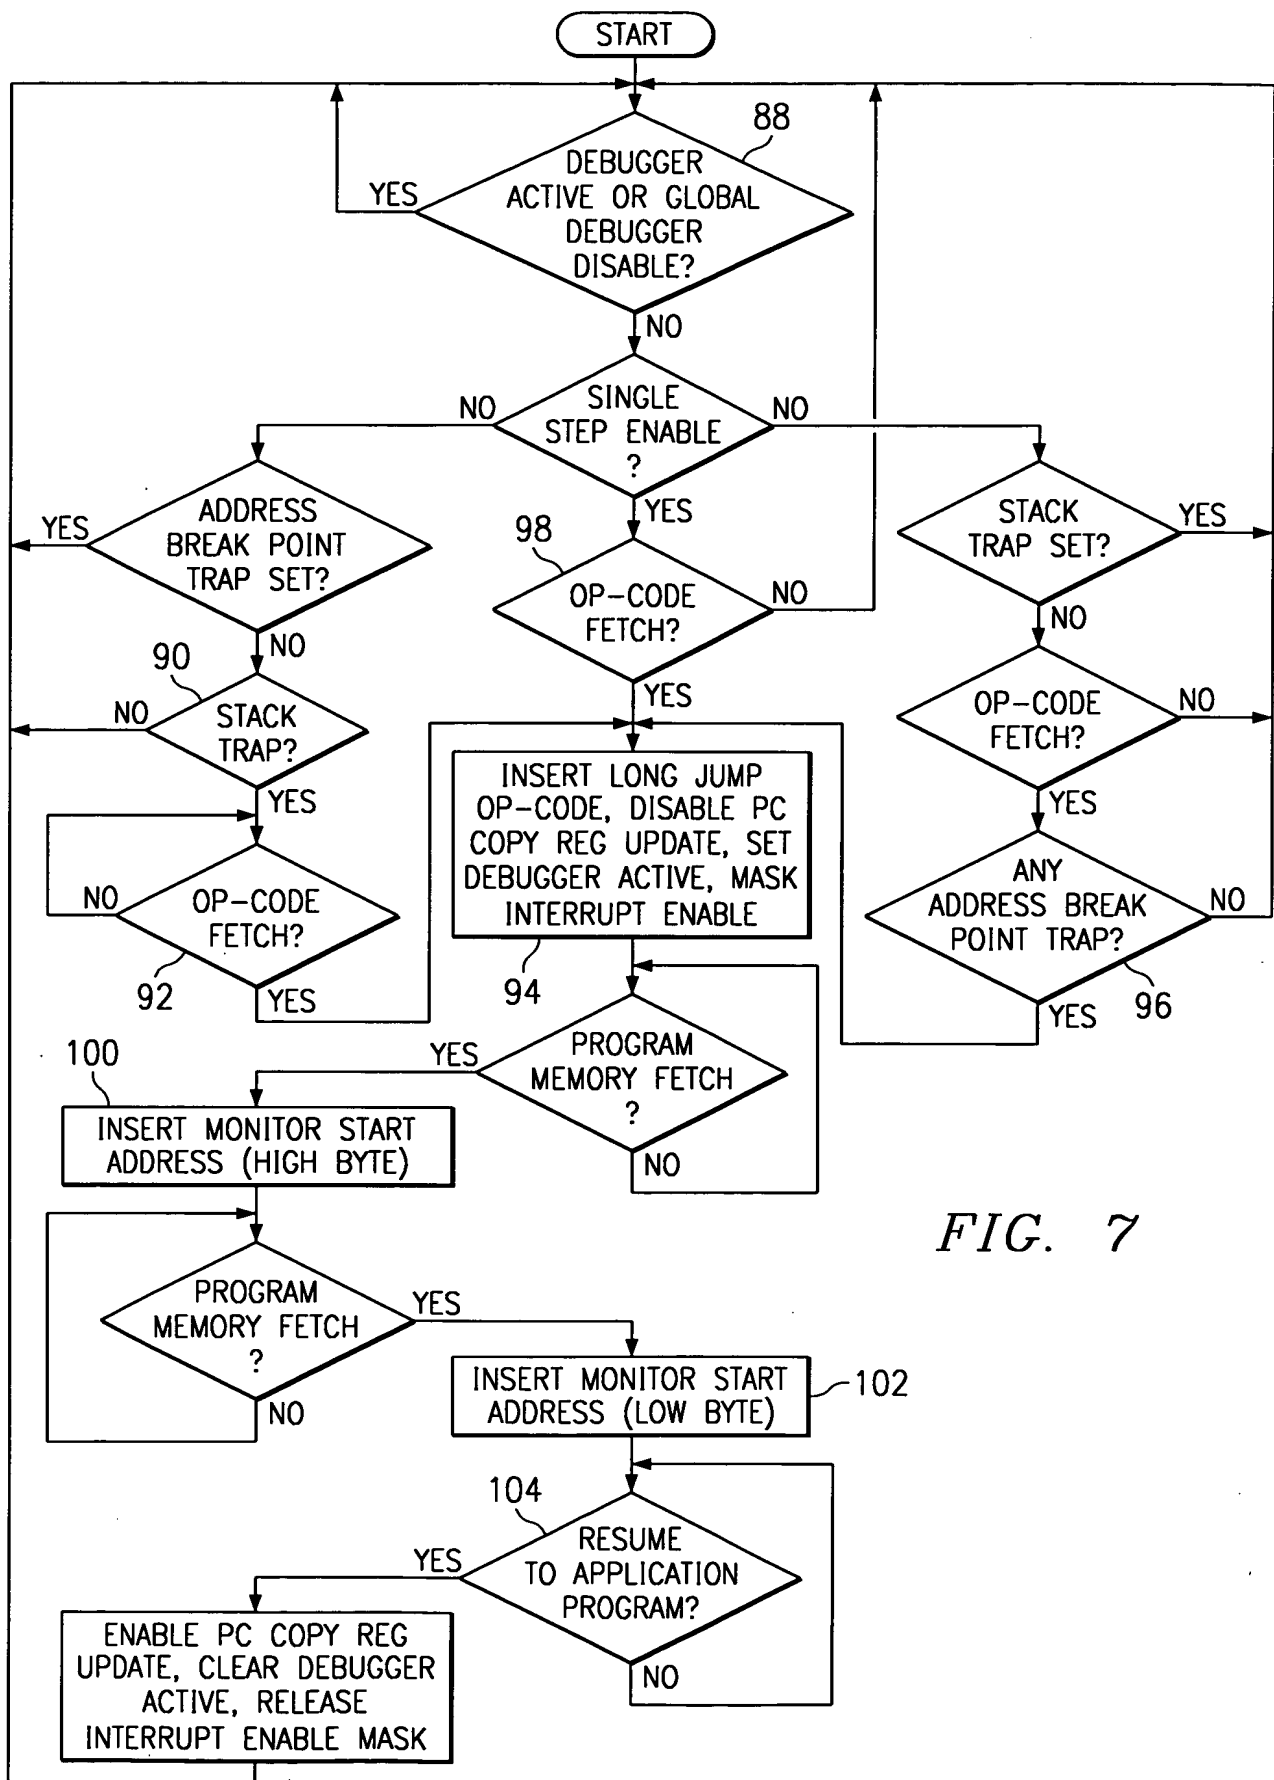 START
88
DEBUGGER
ACTIVE OR GLOBAL
DEBUGGER
DISABLE?
YES
NO
SINGLE
STEP ENABLE
?
NO
NO
YES
ADDRESS
BREAK POINT
TRAP SET?
YES
NO
98
OP-CODE
FETCH?
NO
YES
STACK
TRAP SET?
YES
NO
90
STACK
TRAP?
NO
YES
OP-CODE
FETCH?
NO
YES
INSERT LONG JUMP
OP-CODE, DISABLE PC
COPY REG UPDATE, SET
DEBUGGER ACTIVE, MASK
INTERRUPT ENABLE
94
OP-CODE
FETCH?
NO
92
YES
ANY
ADDRESS BREAK
POINT TRAP?
NO
96
YES
PROGRAM
MEMORY FETCH
?
YES
NO
100
INSERT MONITOR START
ADDRESS (HIGH BYTE)
FIG. 7
PROGRAM
MEMORY FETCH
?
YES
NO
INSERT MONITOR START
ADDRESS (LOW BYTE)
102
104
RESUME
TO APPLICATION
PROGRAM?
YES
NO
ENABLE PC COPY REG
UPDATE, CLEAR DEBUGGER
ACTIVE, RELEASE
INTERRUPT ENABLE MASK